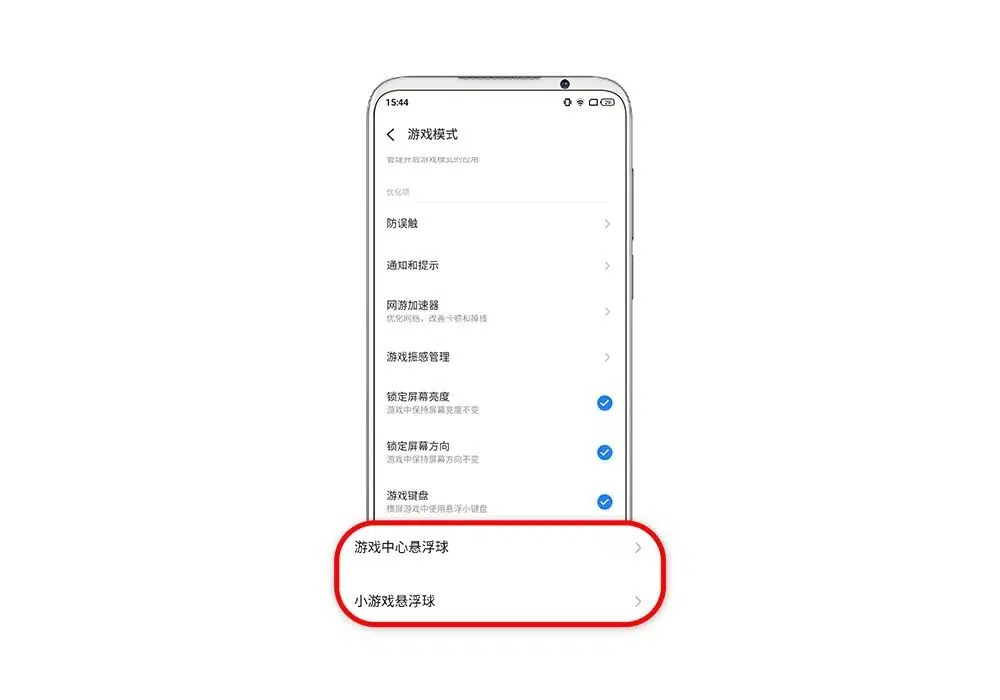 15:44
29
游戏模式
管理开启游戏模式的应用
优化项
防误触
通知和提示
网游加速器
优化网络，改善卡顿和掉线
游戏振感管理
锁定屏幕亮度
游戏中保持屏幕亮度不变
锁定屏幕方向
游戏中保持屏幕方向不变
游戏键盘
横屏游戏中使用悬浮小键盘
游戏中心悬浮球
小游戏悬浮球